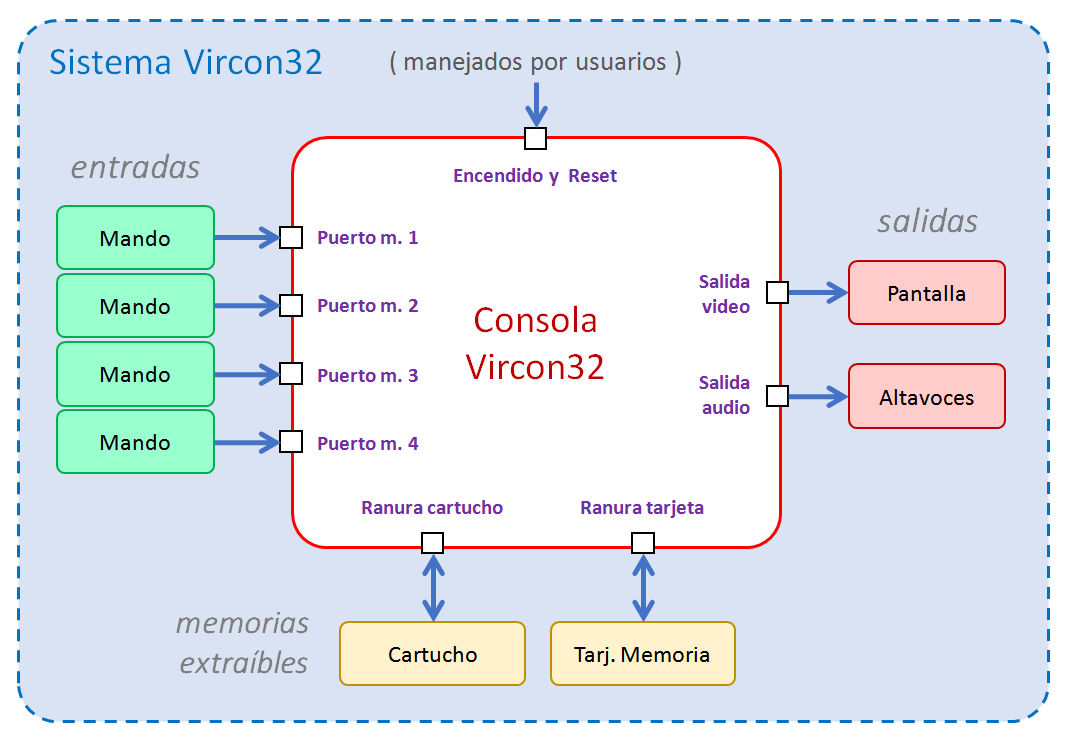 Sistema Vircon32
( manejados por usuarios )
entradas
Encendido y Reset
Mando
Puerto m. 1
Mando
Puerto m. 2
Mando
Puerto m. 3
Mando
Puerto m. 4
Consola
Vircon32
salidas
Salida
video
Pantalla
Salida
audio
Altavoces
Ranura cartucho
Ranura tarjeta
memorias
extraíbles
Cartucho
Tarj. Memoria